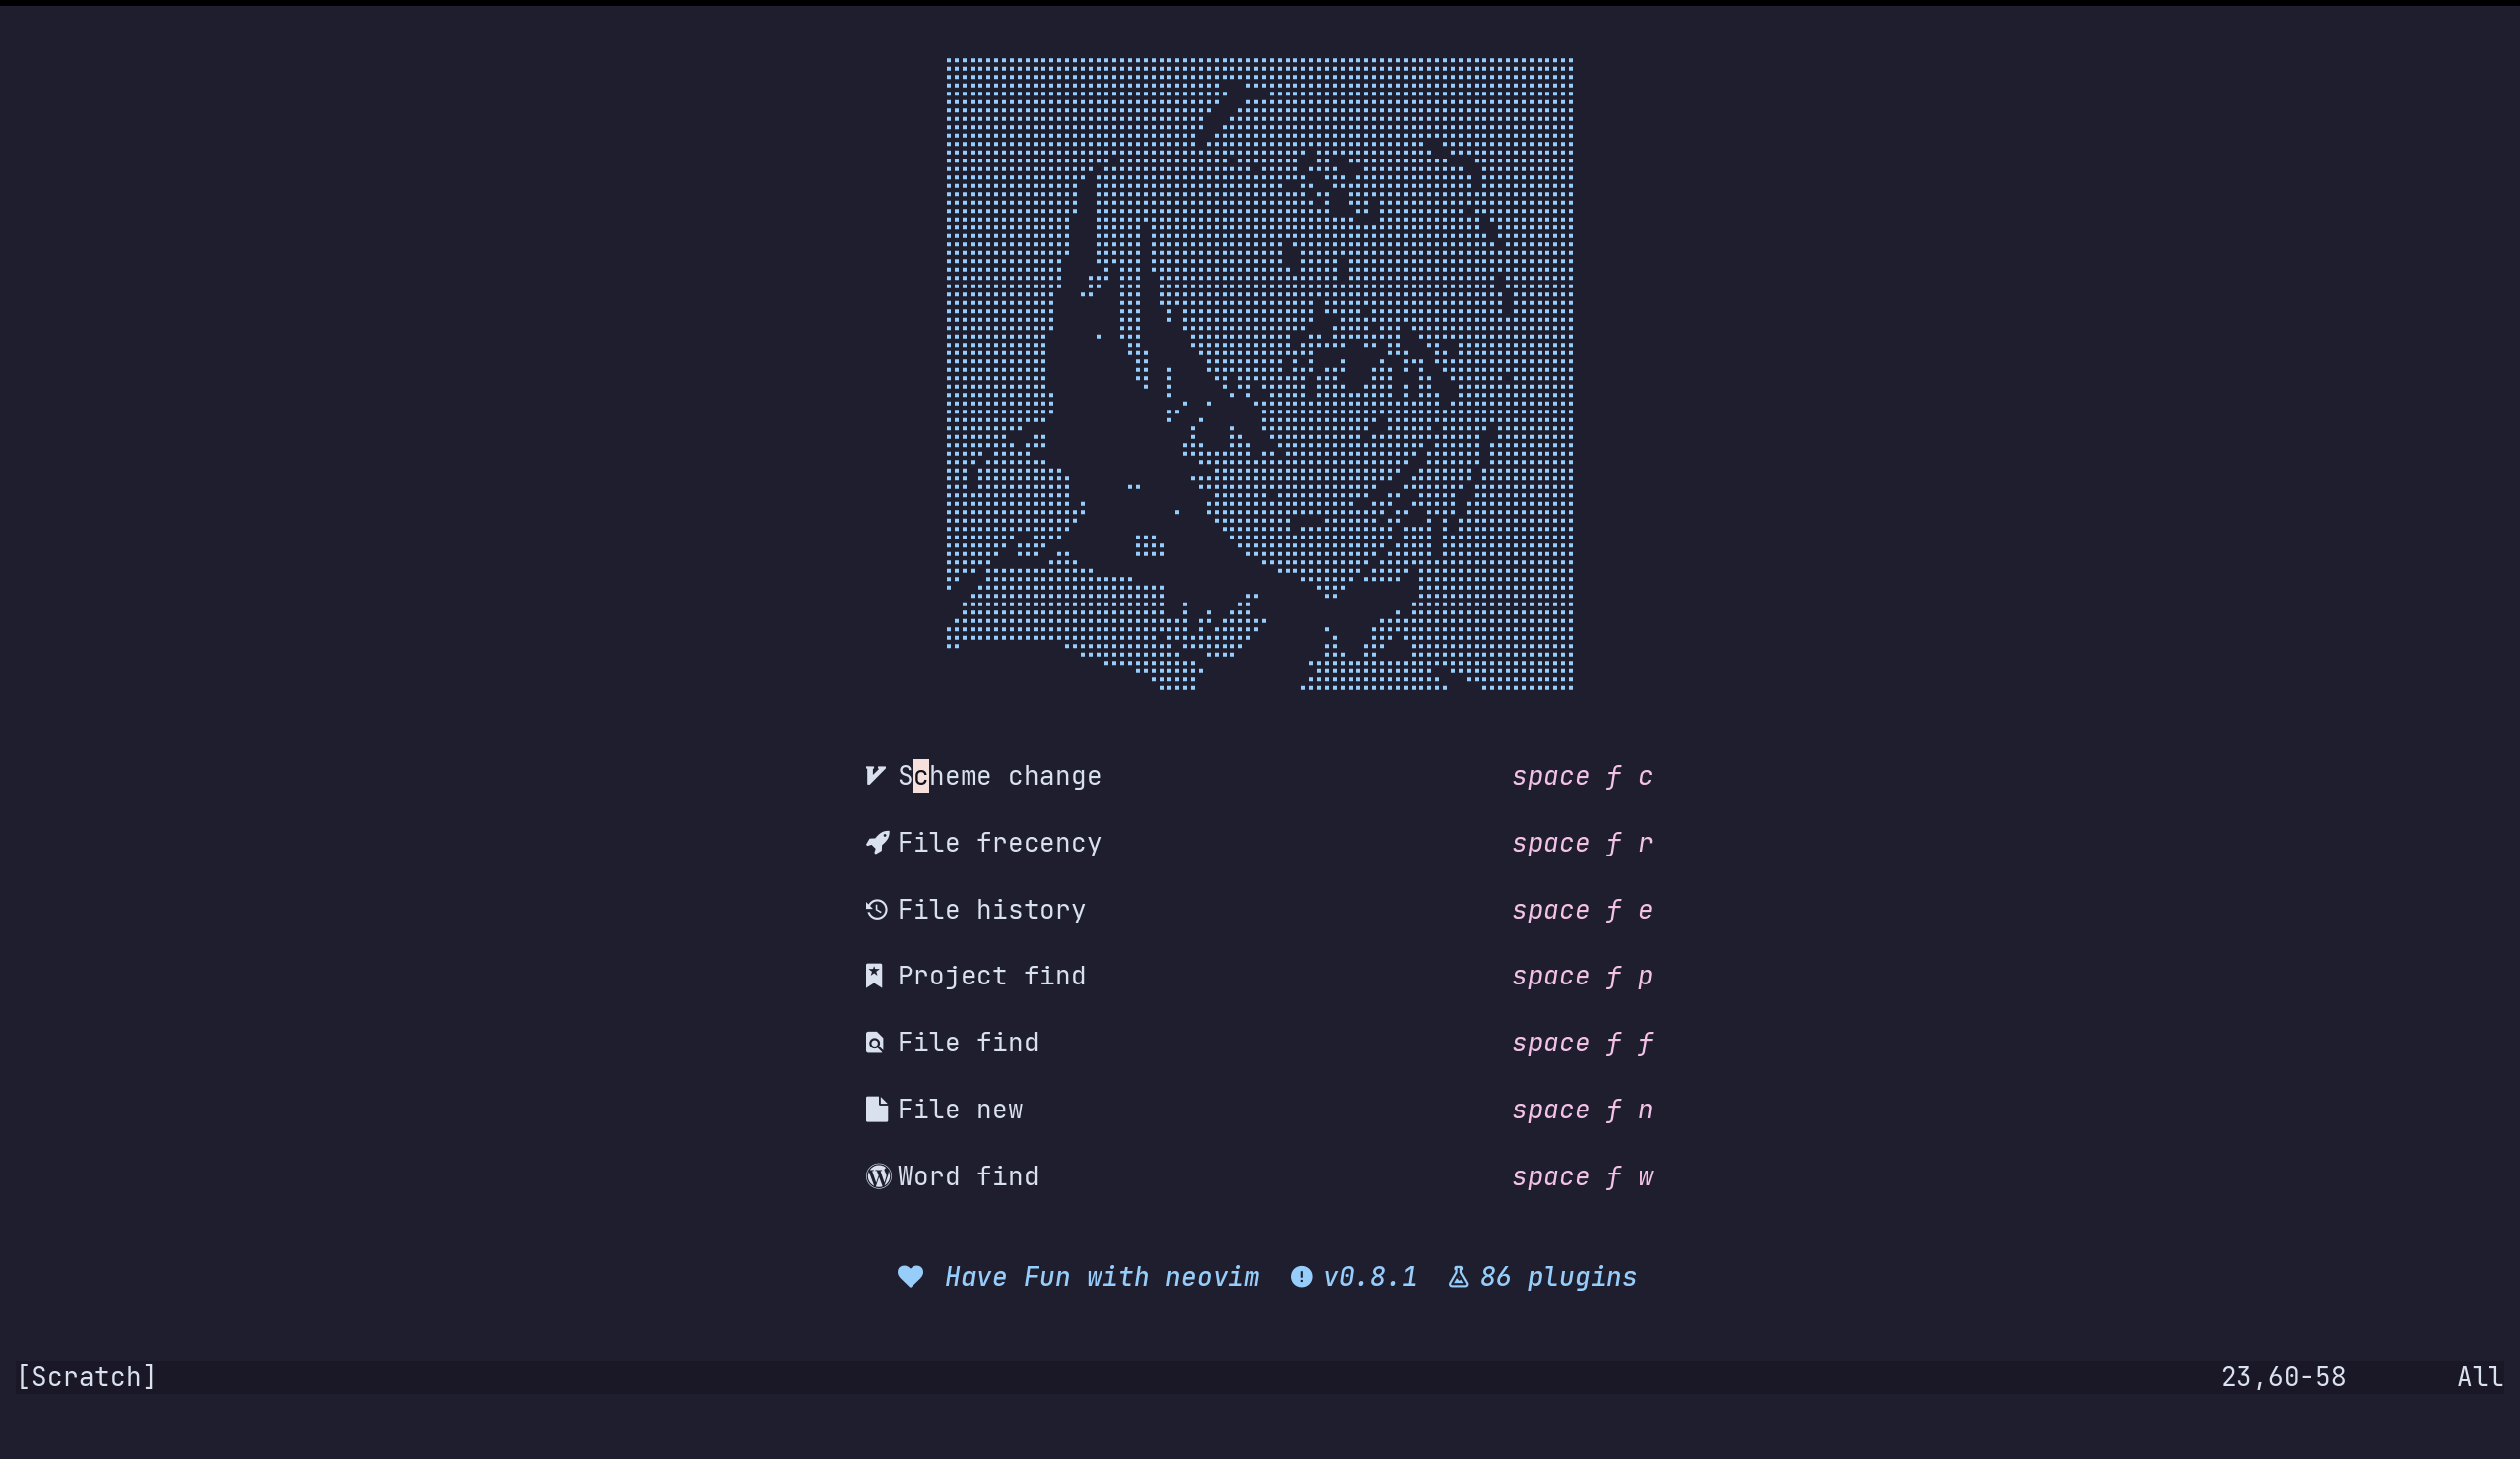 Scheme change space f c
File frecency space f r
File history space f e
Project find space f p
File find space f f
File new space f n
Word find space f w
Have Fun with neovim v0.8.1 86 plugins
[Scratch] 23,60-58 All